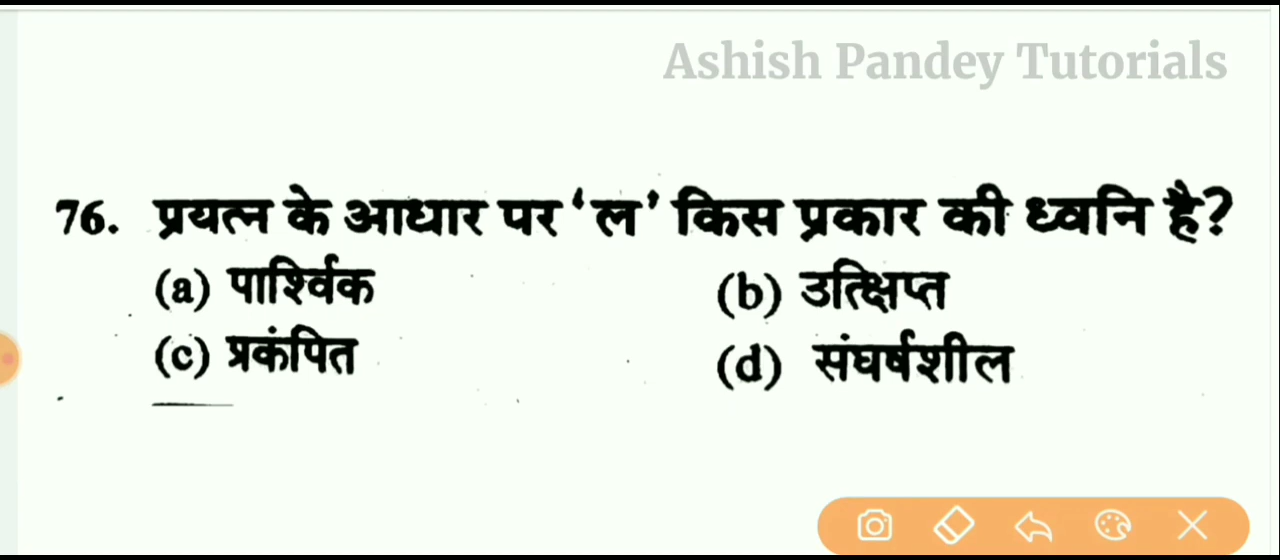 Ashish Pandey Tutorials
76. प्रयत्न के आधार पर ‘ल’ किस प्रकार की ध्वनि है?
(a) पार्श्विक (b) उत्क्षिप्त
(c) प्रकंपित (d) संघर्षशील